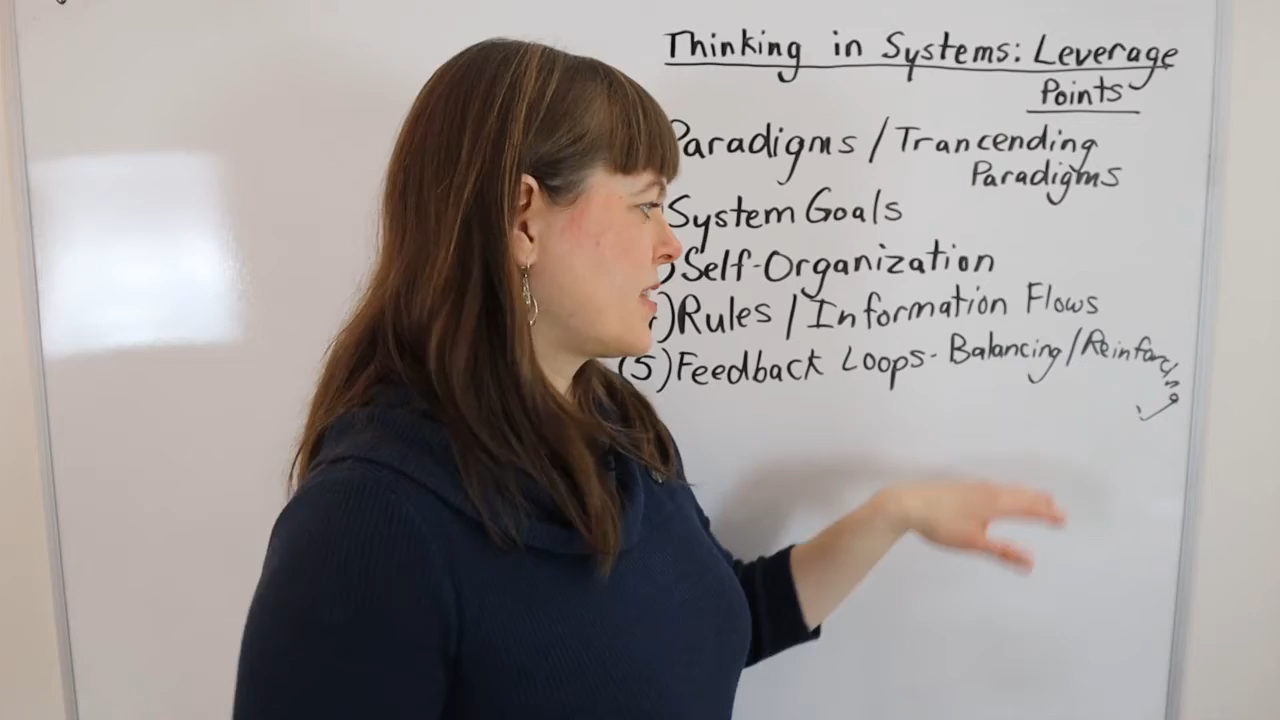 Thinking in Systems: Leverage
Points
Paradigms / Trancending
Paradigms
System Goals
)Self-Organization
)Rules / Information Flows
(5)Feedback Loops- Balancing/Reinforcing